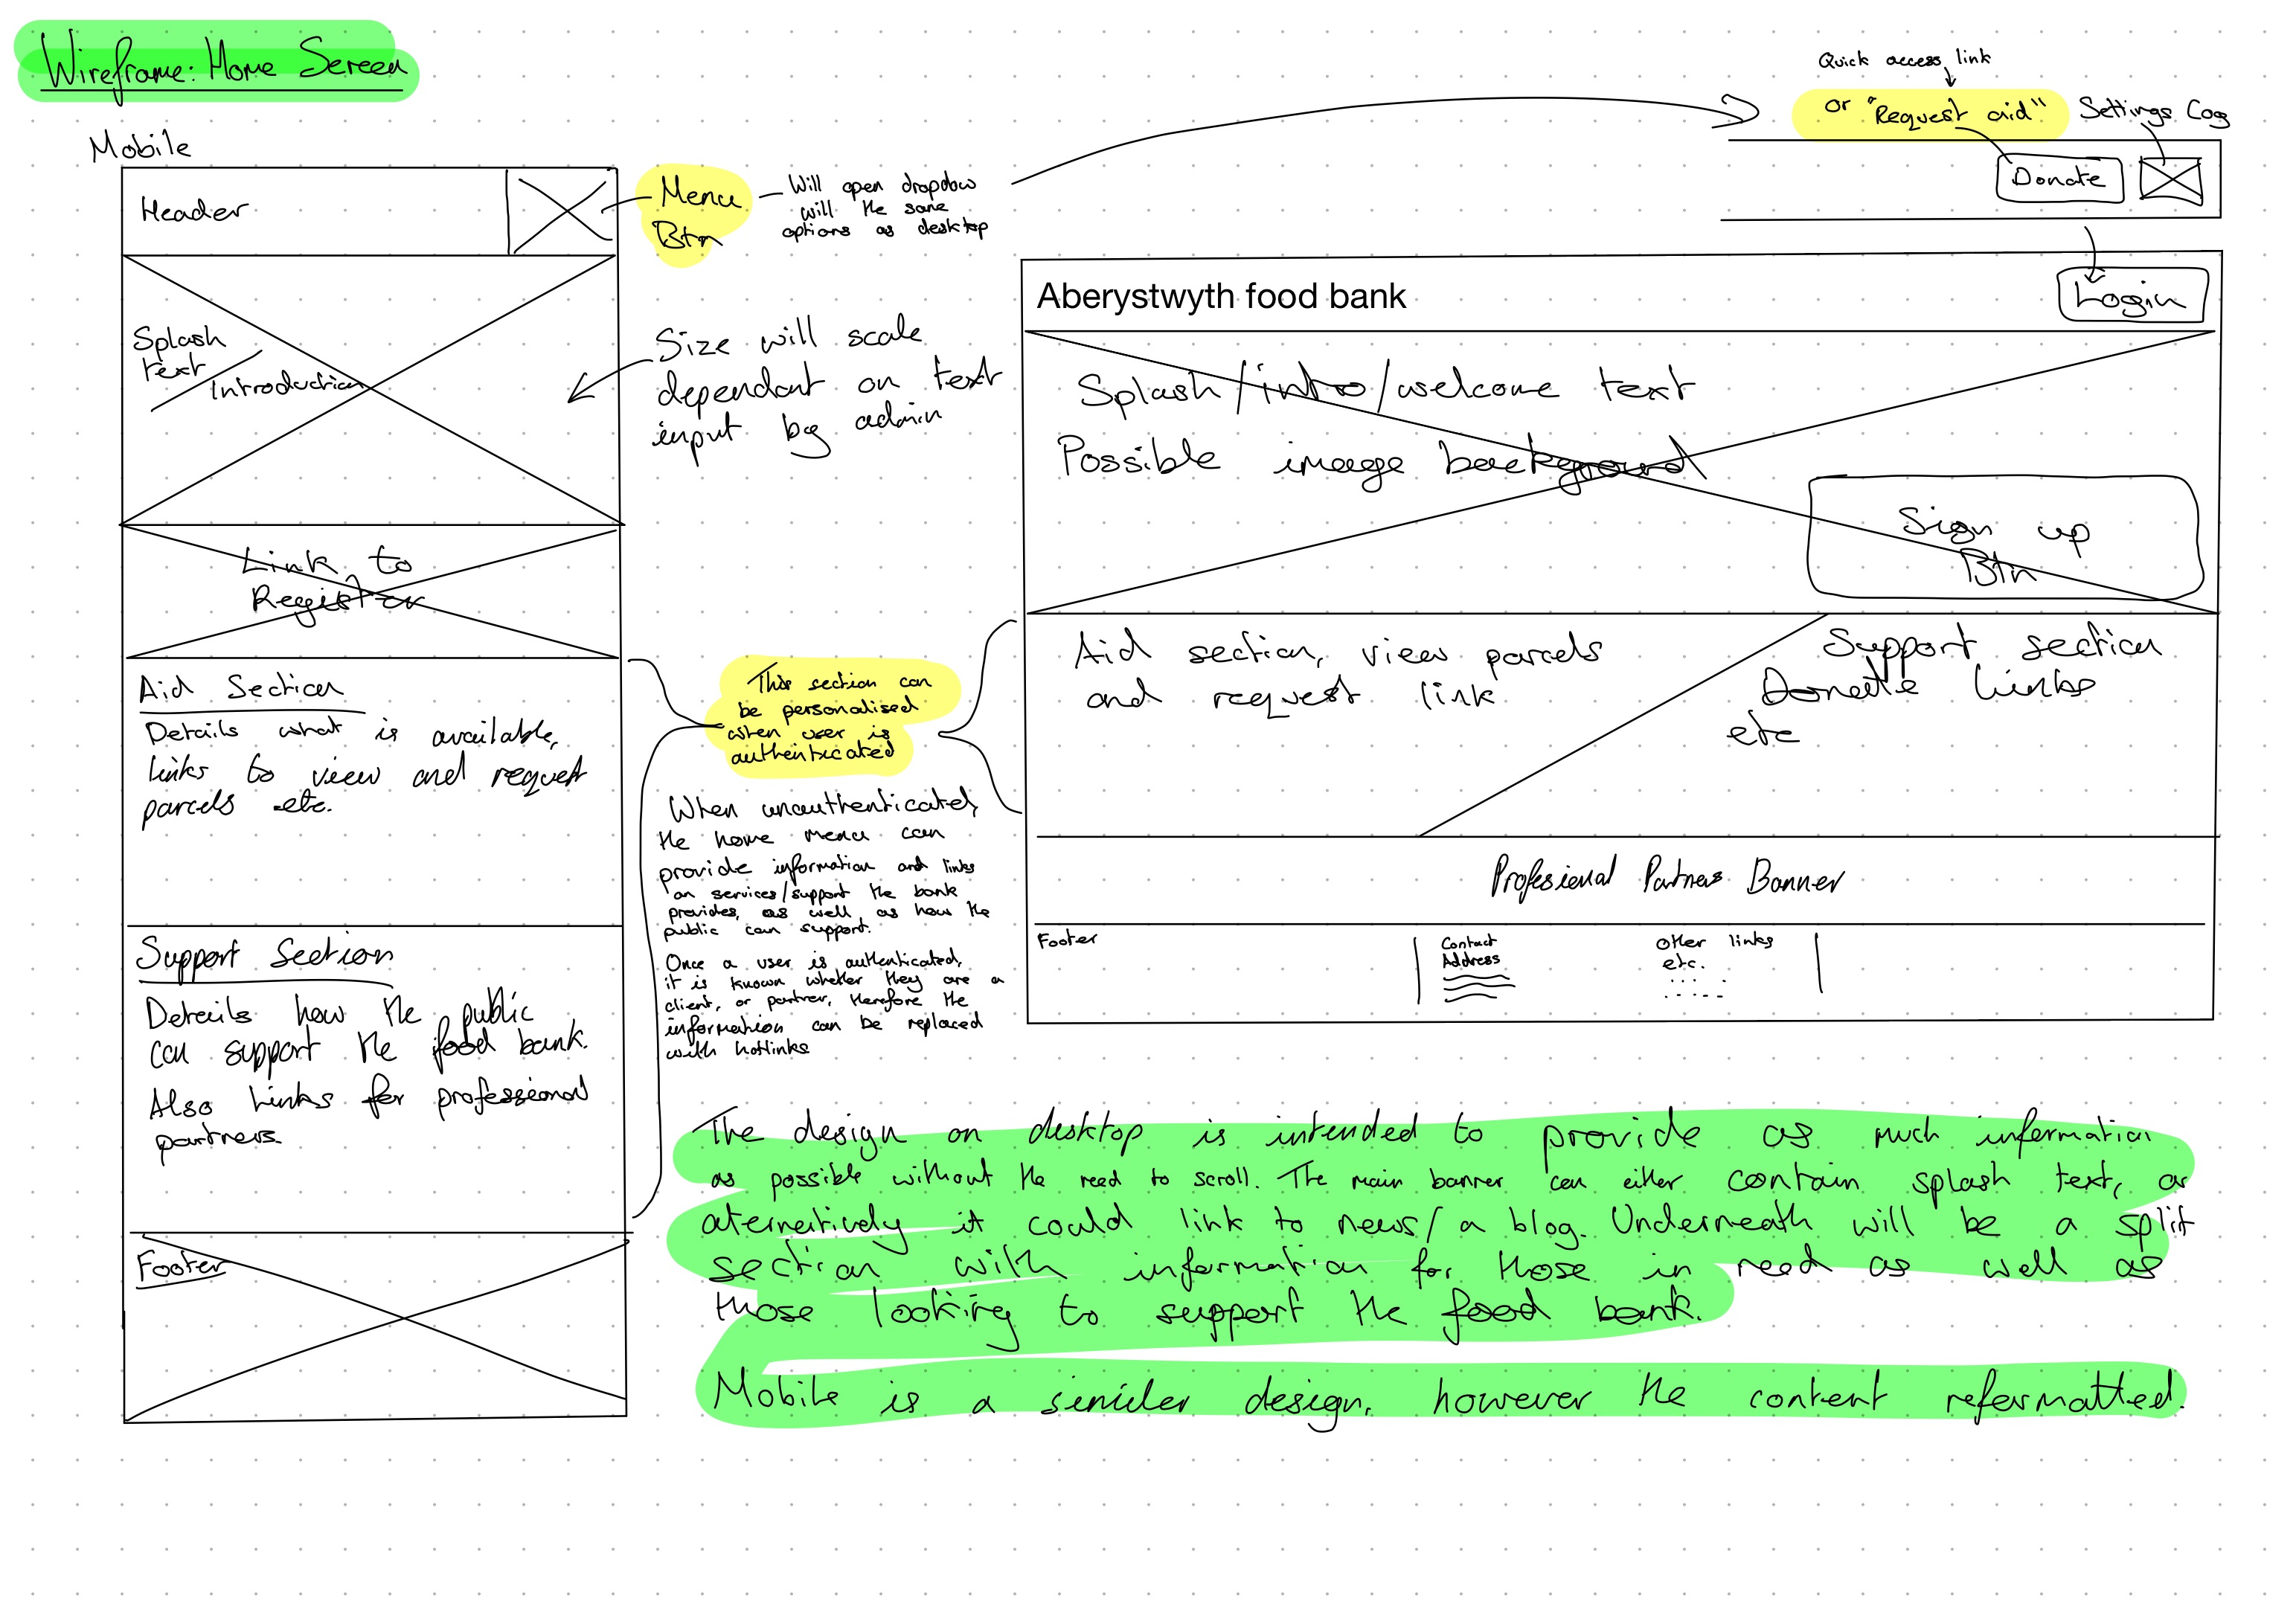 Wireframe: Home Screen
Mobile
Header
Menu
Btn
Will open dropdow
will the same
options as desktop
Quick access link
or "Request aid"
Settings Cog
Donate
Login
Splash
text
Introduction
Size will scale
dependant on text
input by admin
Link to
Register
Aid Section
Details what is available,
links to view and request
parcels etc.
Support Section
Details how the public
can support the food bank.
Also links for professional
partners
Footer
This section can
be personalised
when user is
authenticated
When unauthenticated,
the home menu can
provide information and links
on services/support the bank
provides, as well as how the
public can support.
Once a user is authenticated,
it is known whether they are a
client, or partner, therefore the
information can be replaced
with hotlinks
Aberystwyth food bank
Splash/intro/welcome text
Possible image background
Sign up
Btn
Aid section, view parcels
and request link
Support section
Donate links
etc
Profesional Partners Banner
Footer
Contact
Address
Other links
etc.
The design on desktop is intended to provide as much information
as possible without the need to scroll. The main banner can either contain splash text, or
aternatively it could link to news/a blog. Underneath will be a split
section with information for those in need as well as
those looking to support the food bank.
Mobile is a similar design, however the content reformatted.